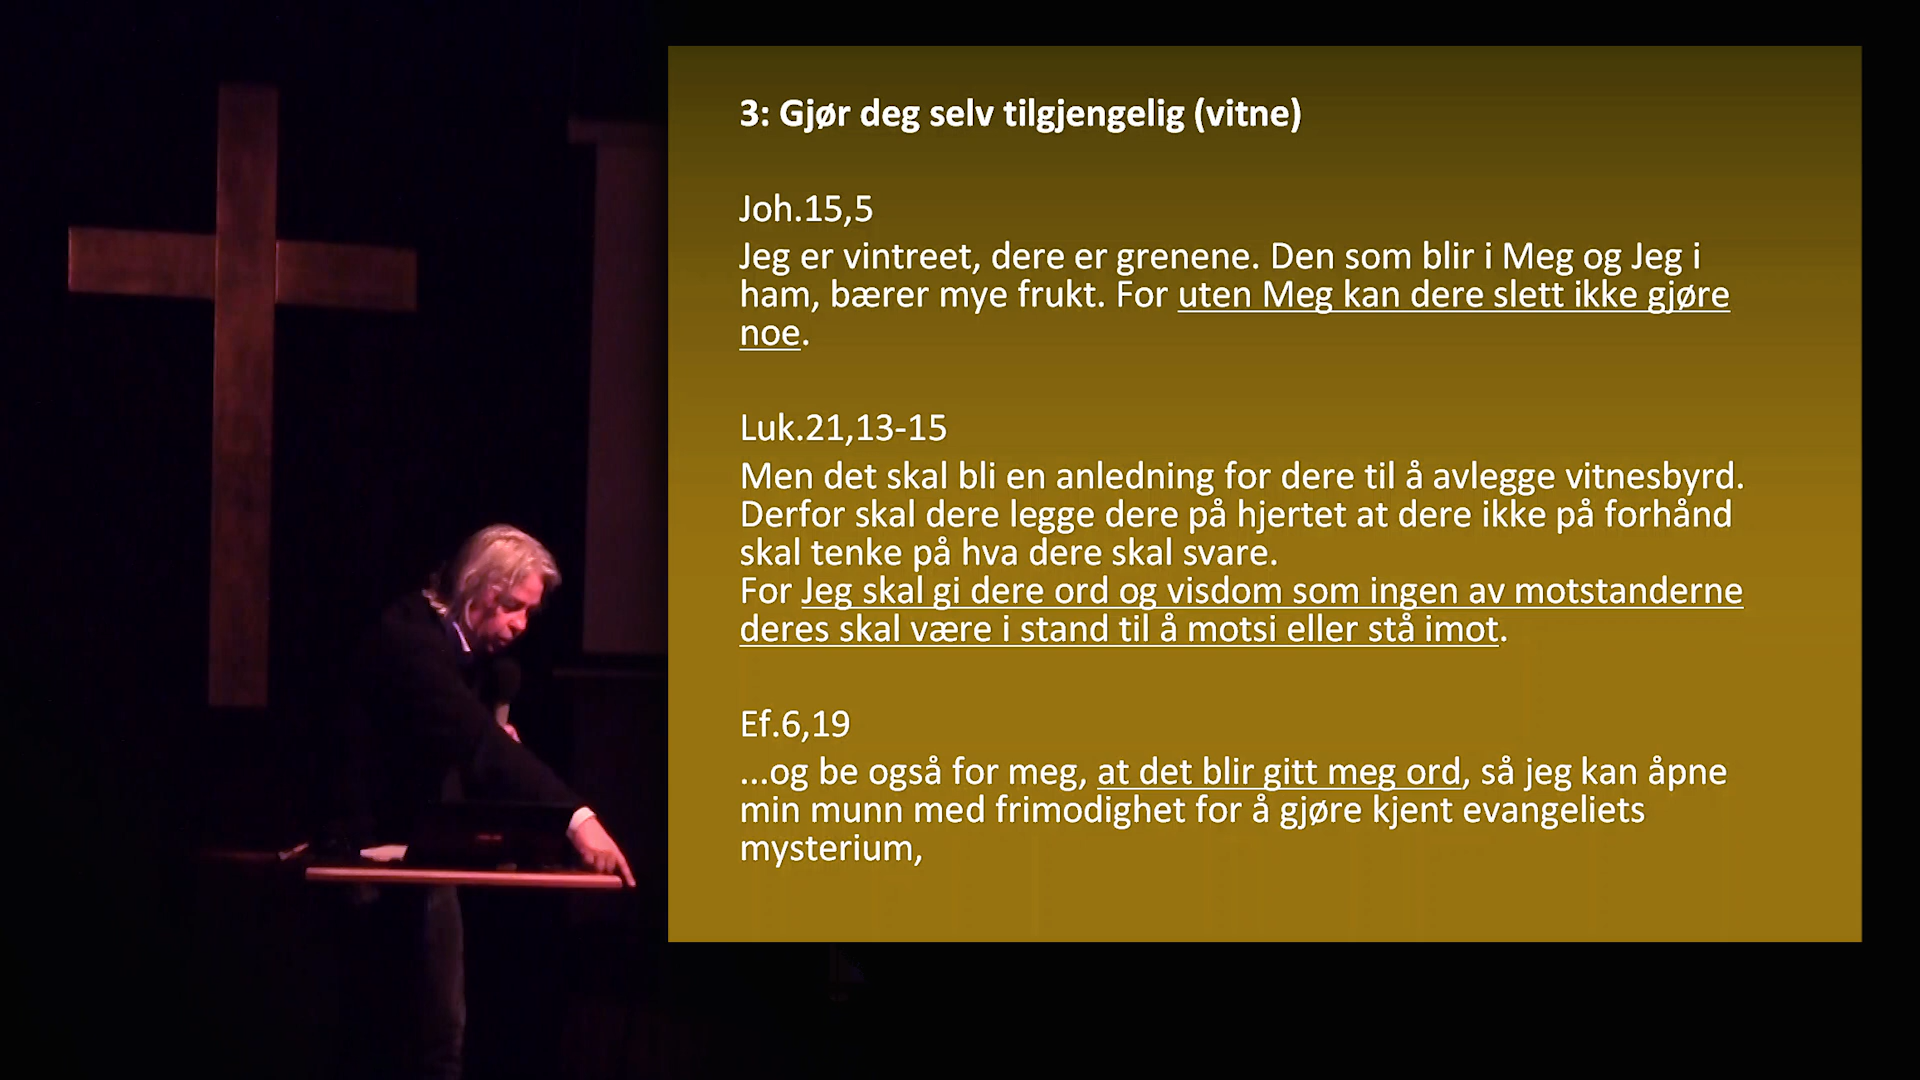 3: Gjør deg selv tilgjengelig (vitne)
Joh.15,5
Jeg er vintreet, dere er grenene. Den som blir i Meg og Jeg i
ham, bærer mye frukt. For uten Meg kan dere slett ikke gjøre
noe.
Luk.21,13-15
Men det skal bli en anledning for dere til å avlegge vitnesbyrd.
Derfor skal dere legge dere på hjertet at dere ikke på forhånd
skal tenke på hva dere skal svare.
For Jeg skal gi dere ord og visdom som ingen av motstanderne
deres skal være i stand til å motsi eller stå imot.
Ef.6,19
...og be også for meg, at det blir gitt meg ord, så jeg kan åpne
min munn med frimodighet for å gjøre kjent evangeliets
mysterium,